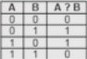 A B A ? B
0 0 0
0 1 1
1 0 1
1 1 0